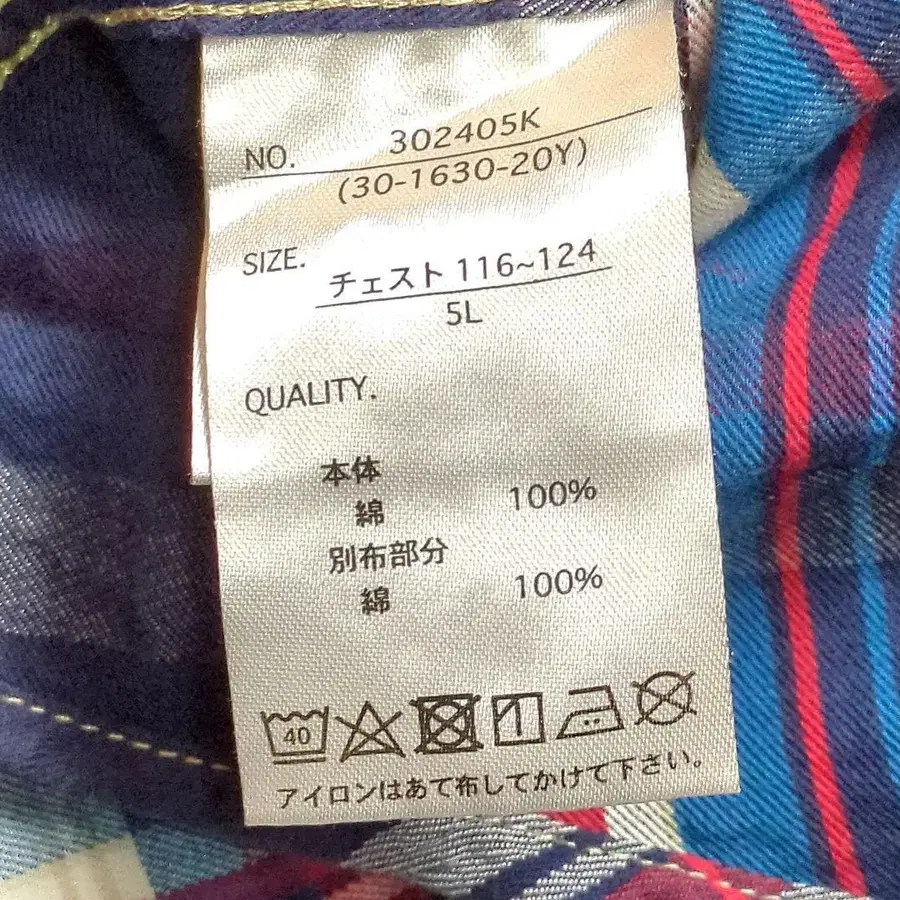 NO. 302405K
(30-1630-20Y)
SIZE. チェスト 116~124
5L
QUALITY.
本体
綿 100%
別布部分
綿 100%
40
アイロンはあて布してかけて下さい。